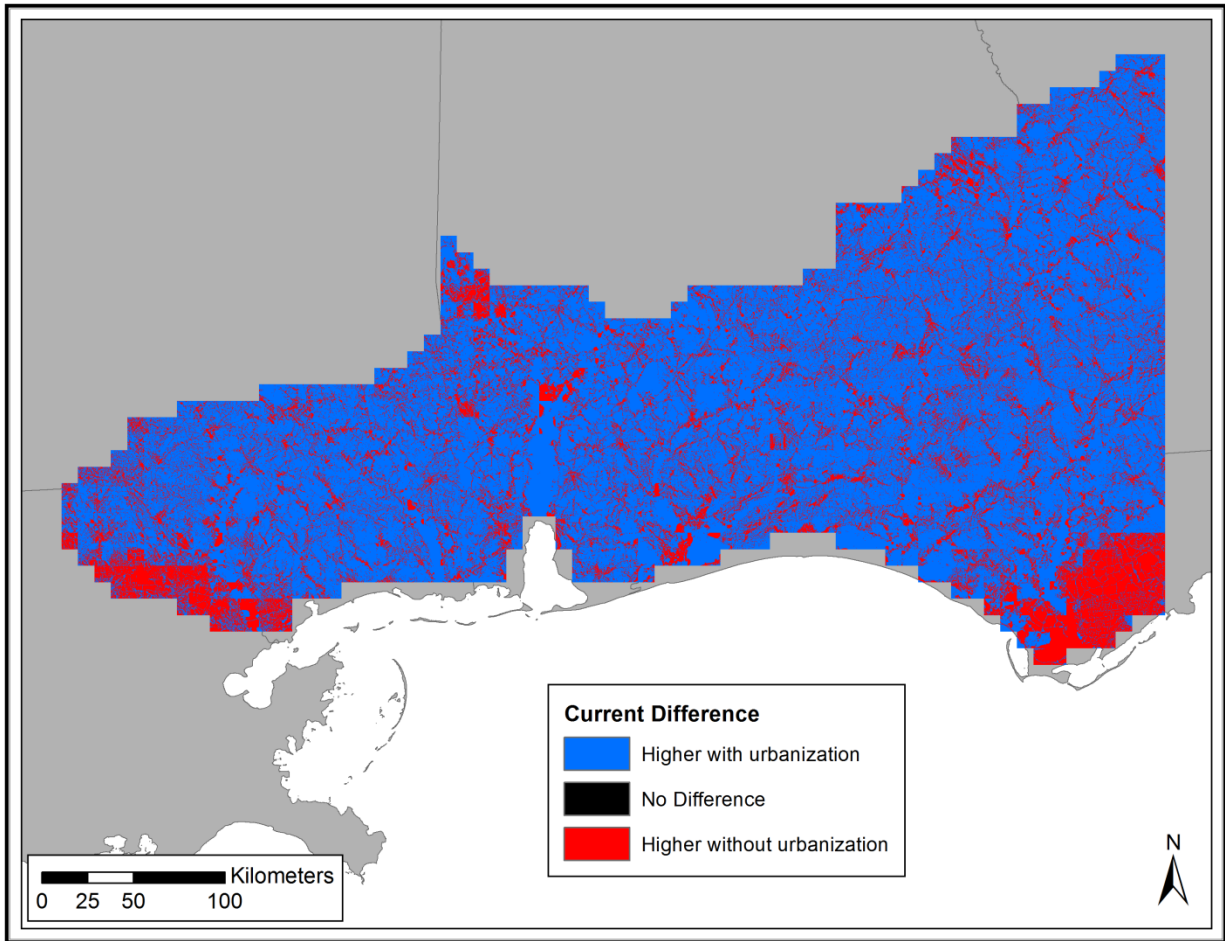 Current Difference
Higher with urbanization
No Difference
Higher without urbanization
Kilometers
0 25 50 100
N